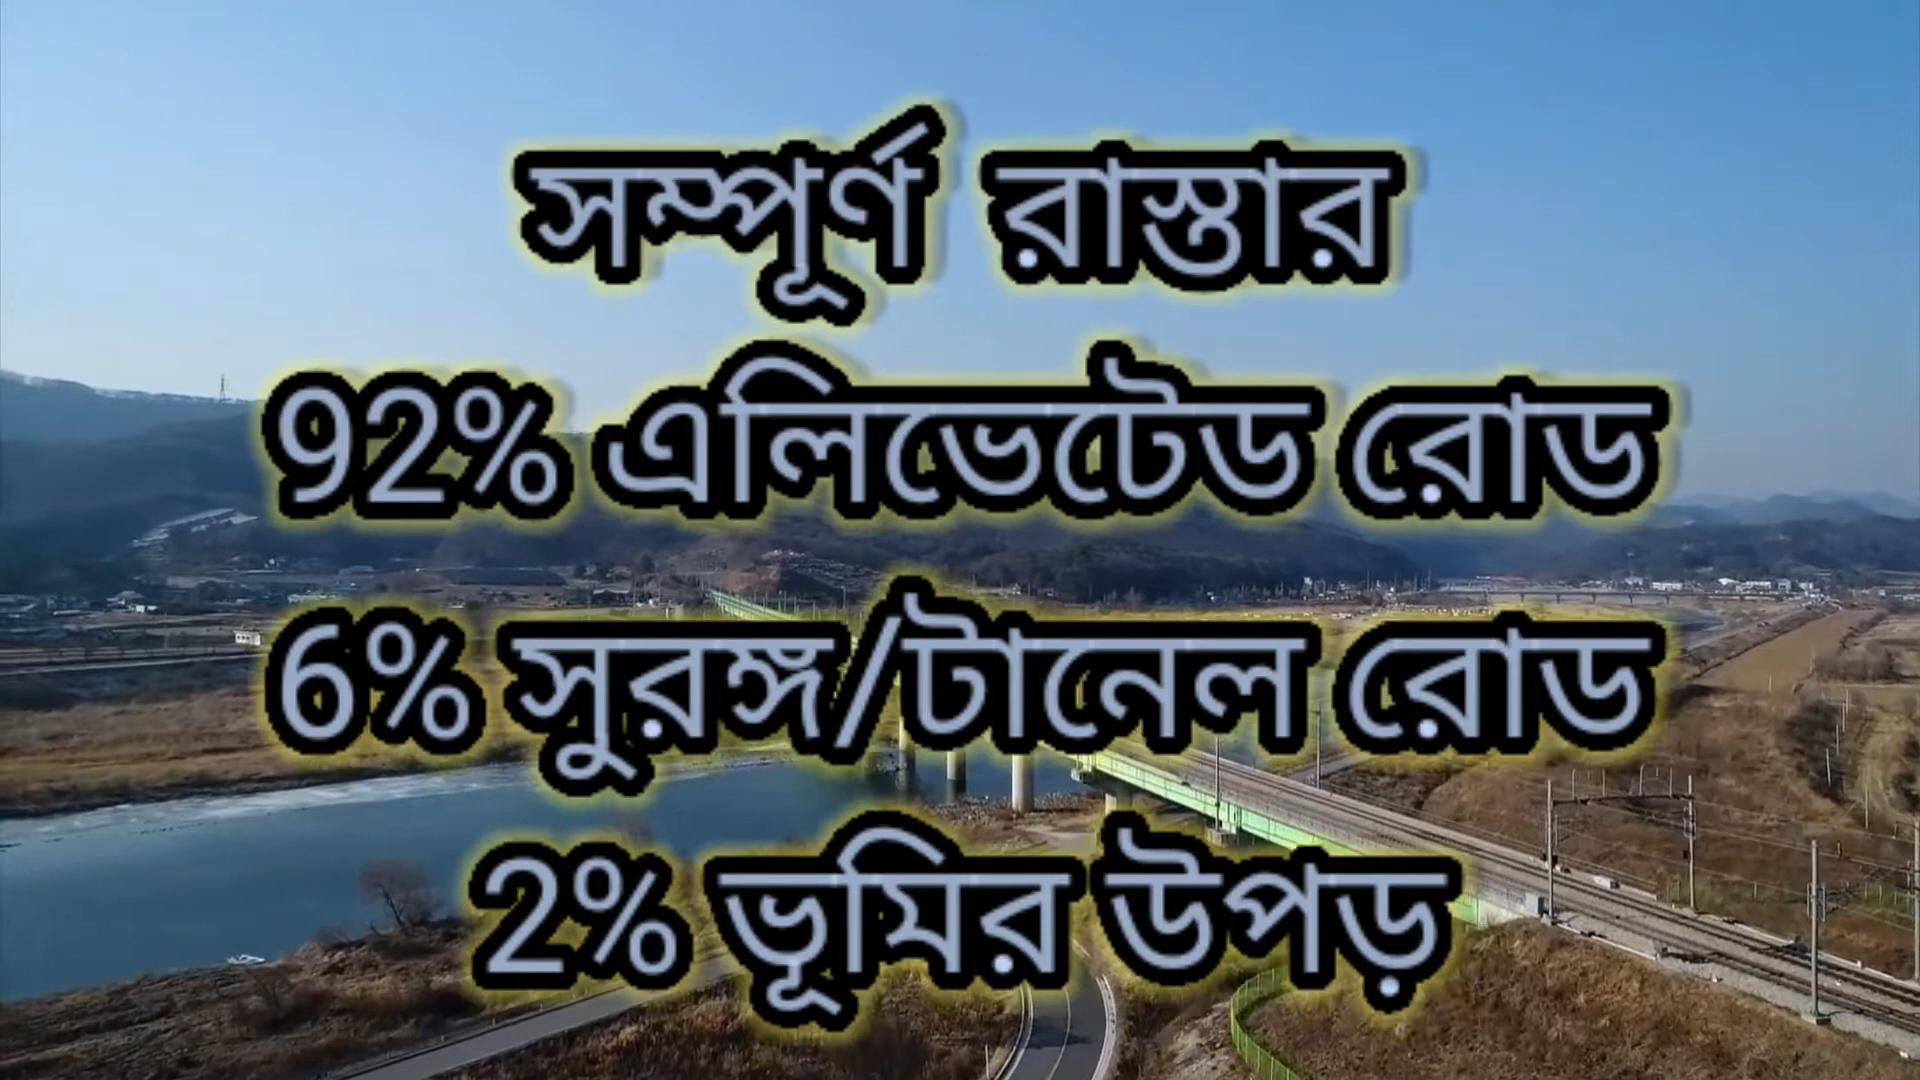 সম্পূর্ণ রাস্তার
92% এলিভেটেড রোড
6% সুরঙ্গ/টানেল রোড
2% ভূমির উপড়